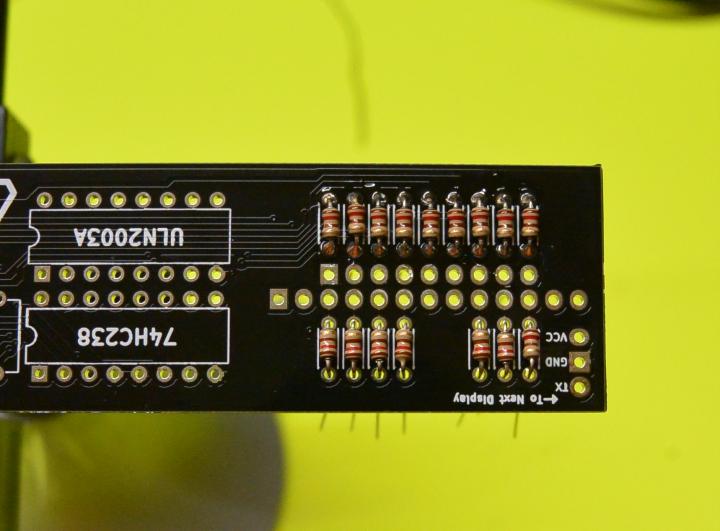 ULN2003A
74HC238
VCC
GND
TX
←To Next Display